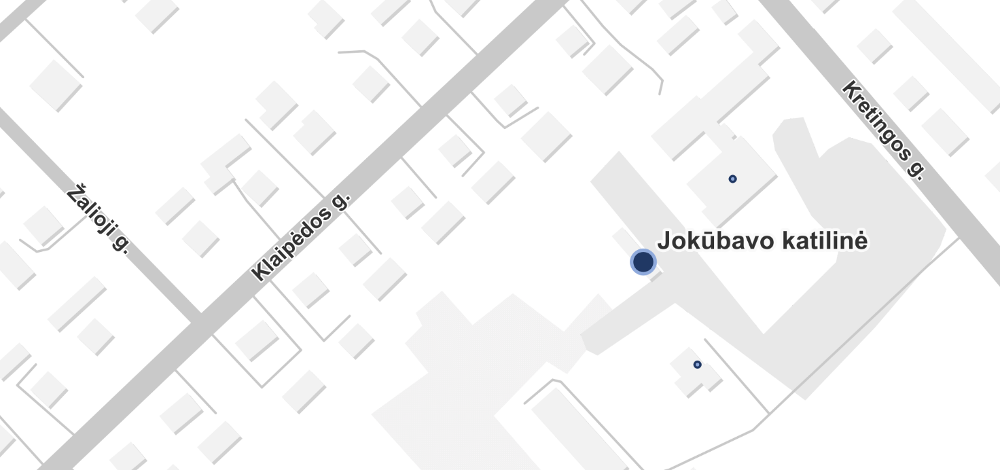 Kretingos g.
Žalioji g.
Klaipėdos g.
Jokūbavo katilinė